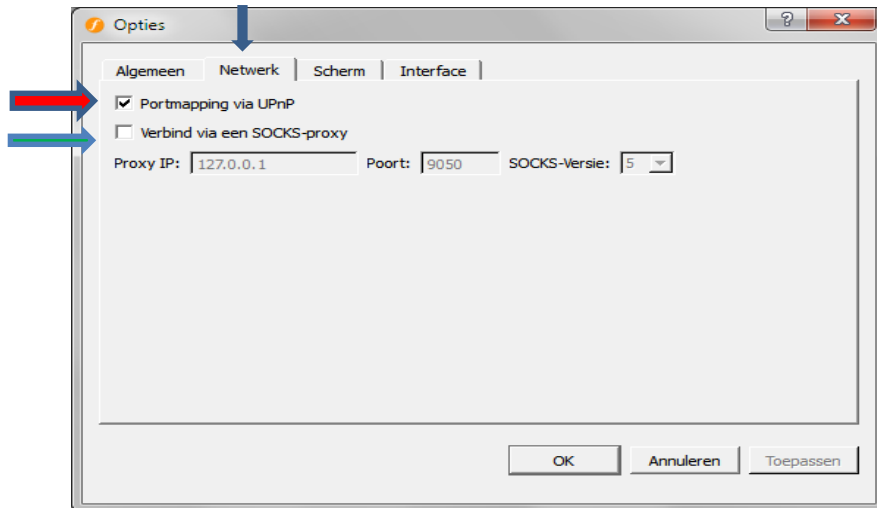 Opties
Algemeen Netwerk Scherm Interface
Portmapping via UPnP
Verbind via een SOCKS-proxy
Proxy IP: 127.0.0.1 Poort: 9050 SOCKS-Versie: 5
OK Annuleren Toepassen